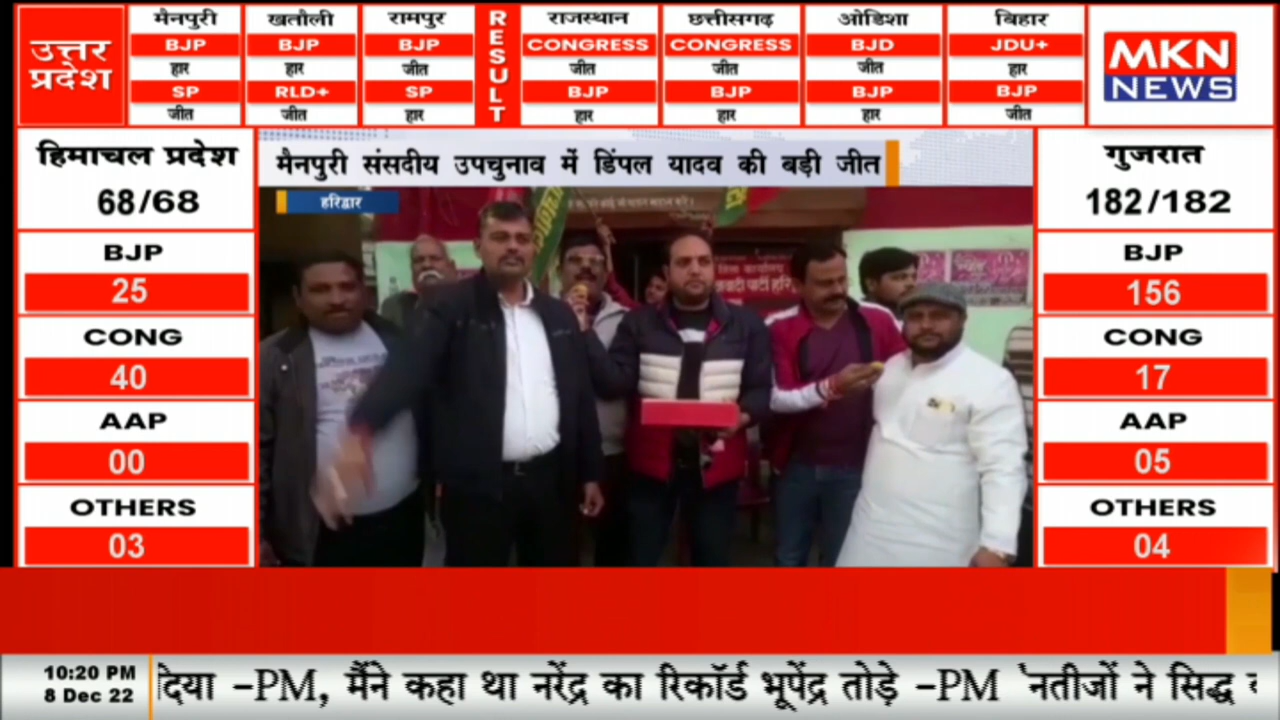 उत्तर
प्रदेश
मैनपुरी
BJP
हार
SP
जीत
खतौली
BJP
हार
RLD+
जीत
रामपुर
BJP
जीत
SP
हार
RESULT
राजस्थान
CONGRESS
जीत
BJP
हार
छत्तीसगढ़
CONGRESS
जीत
BJP
हार
ओडिशा
BJD
जीत
BJP
हार
बिहार
JDU+
हार
BJP
जीत
MKN
NEWS
हिमाचल प्रदेश
68/68
BJP
25
CONG
40
AAP
00
OTHERS
03
मैनपुरी संसदीय उपचुनाव में डिंपल यादव की बड़ी जीत
हरिद्वार
गुजरात
182/182
BJP
156
CONG
17
AAP
05
OTHERS
04
10:20 PM
8 Dec 22
दिया -PM, मैंने कहा था नरेंद्र का रिकॉर्ड भूपेंद्र तोड़े -PM 'नतीजों ने सिद्ध